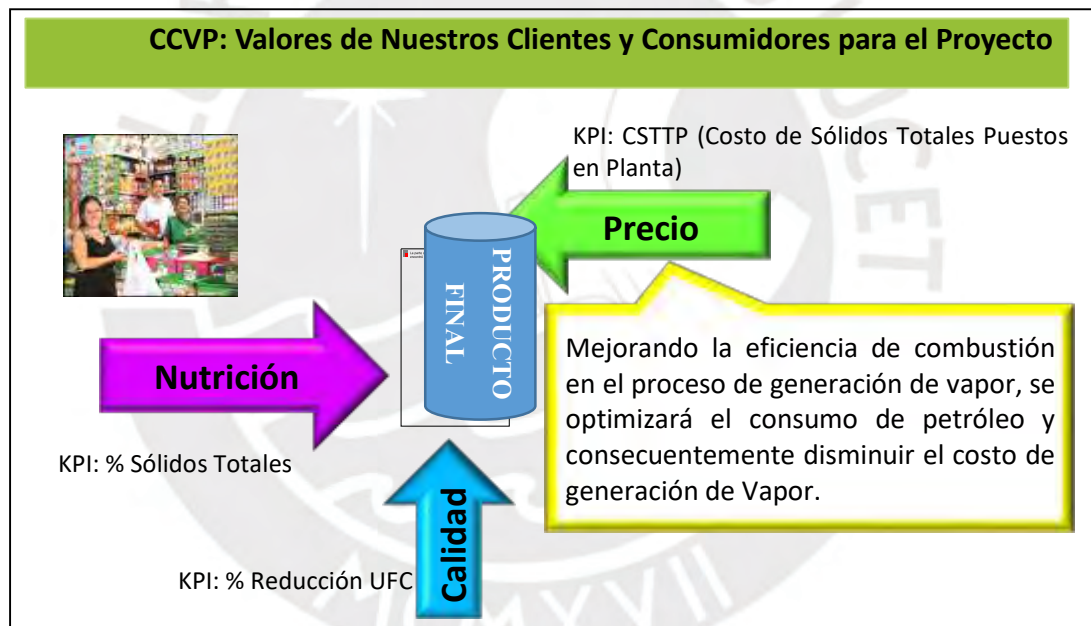 CCVP: Valores de Nuestros Clientes y Consumidores para el Proyecto
KPI: CSTTP (Costo de Sólidos Totales Puestos
en Planta)
Precio
PRODUCTO
FINAL
Nutrición
Mejorando la eficiencia de combustión
en el proceso de generación de vapor, se
optimizará el consumo de petróleo y
consecuentemente disminuir el costo de
generación de Vapor.
KPI: % Sólidos Totales
Calidad
KPI: % Reducción UFC
MCMXVII